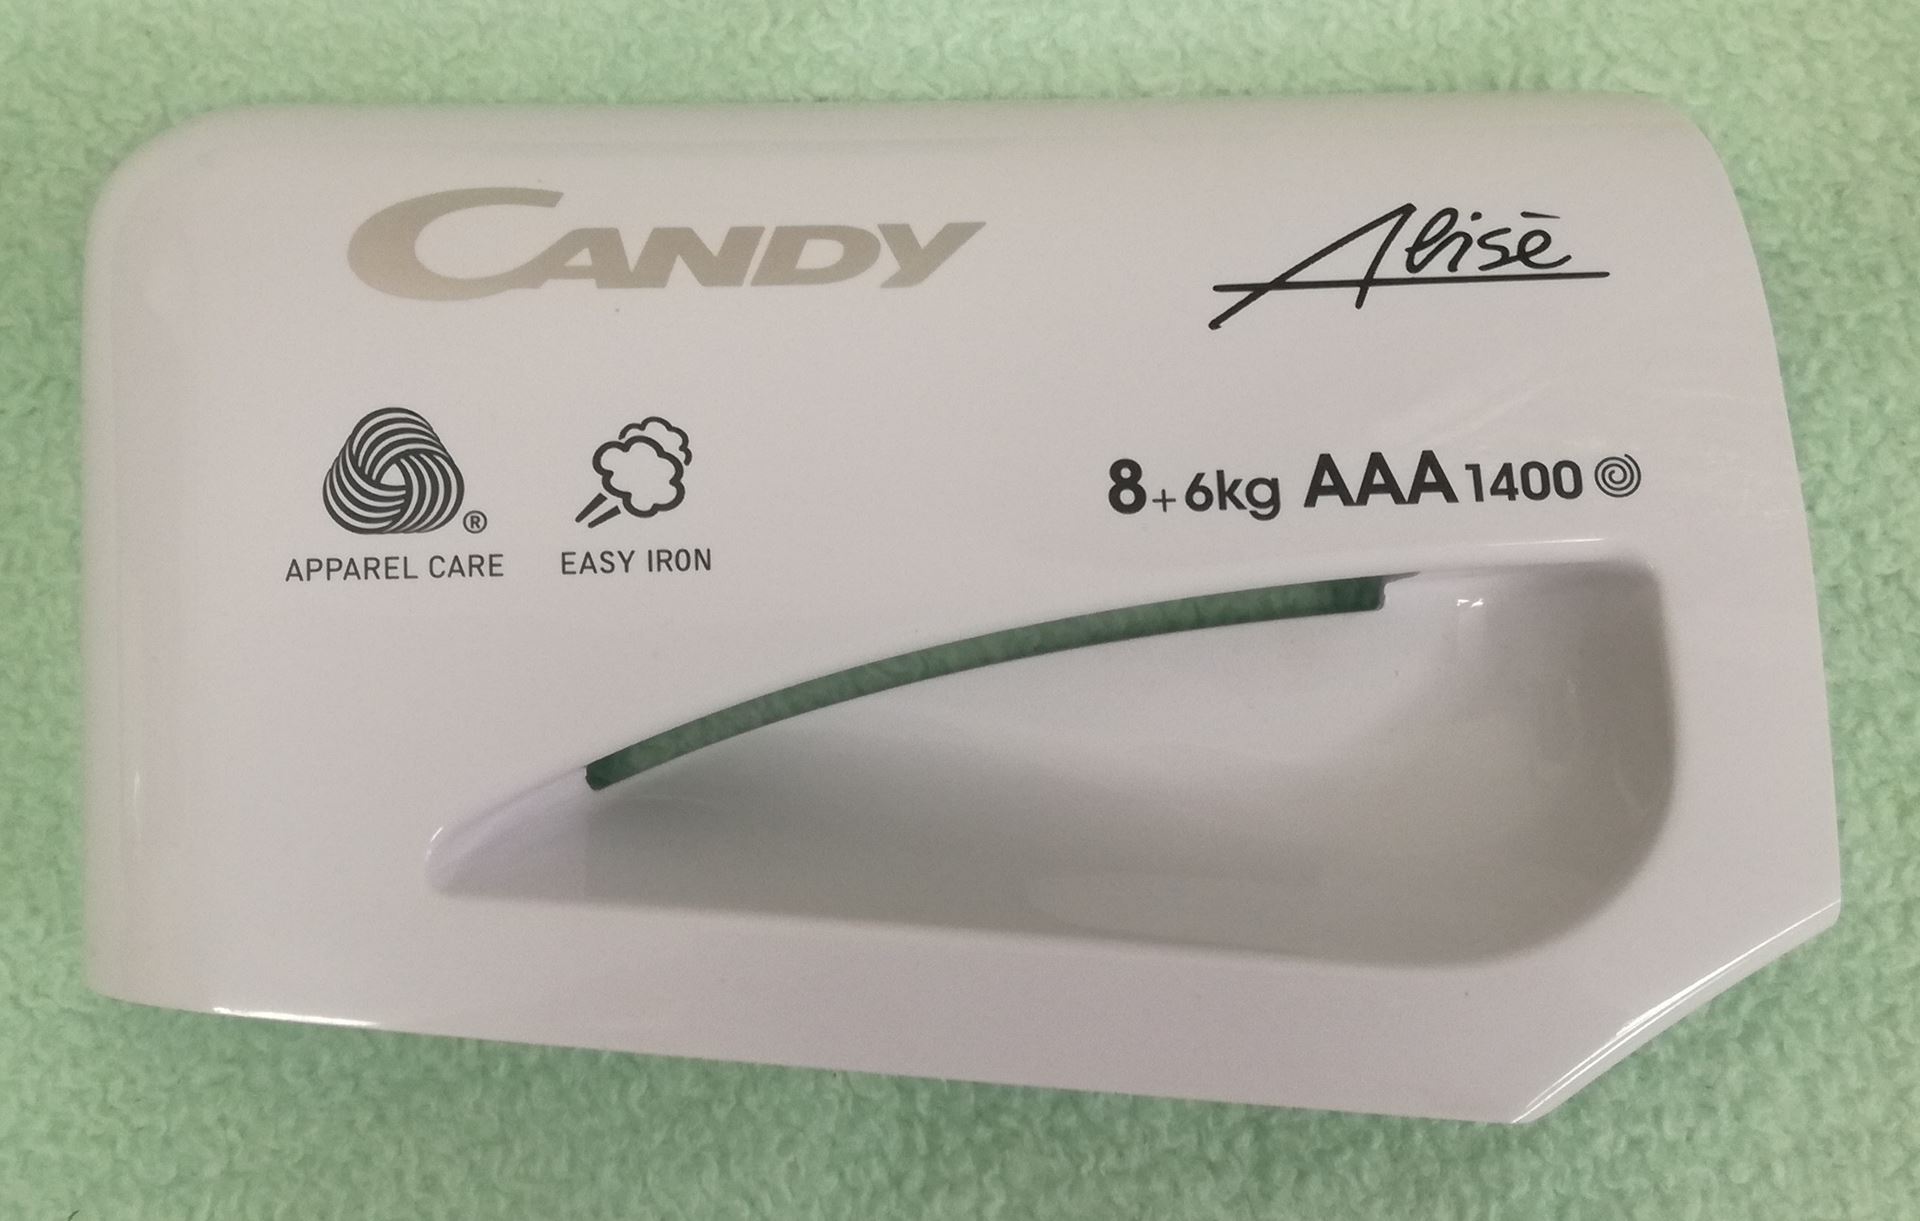 CANDY
Alisè
®
APPAREL CARE
EASY IRON
8+6kg AAA 1400